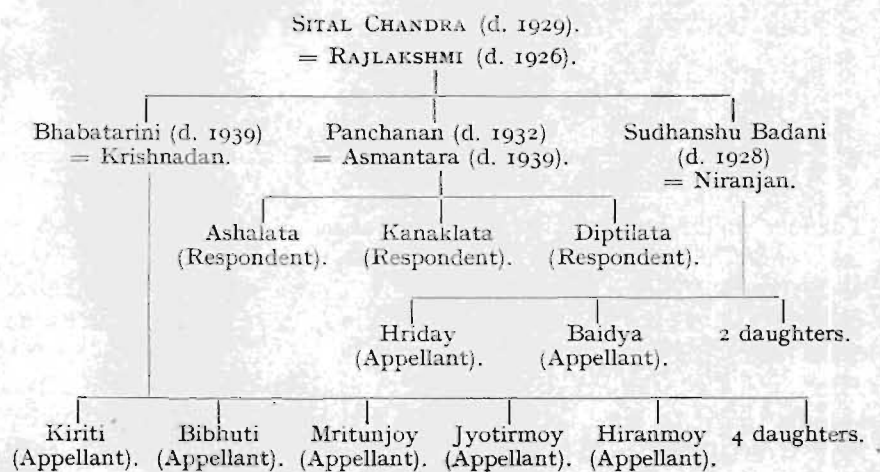 SITAL CHANDRA (d. 1929).
= RAJLAKSHMI (d. 1926).
Bhabatarini (d. 1939)
= Krishnadan.
Panchanan (d. 1932)
= Asmantara (d. 1939).
Sudhanshu Badani
(d. 1928)
= Niranjan.
Ashalata
(Respondent).
Kanaklata
(Respondent).
Diptilata
(Respondent).
Hriday
(Appellant).
Baidya
(Appellant).
2 daughters.
Kiriti
(Appellant).
Bibhuti
(Appellant).
Mritunjoy
(Appellant).
Jyotirmoy
(Appellant).
Hiranmoy
(Appellant).
4 daughters.